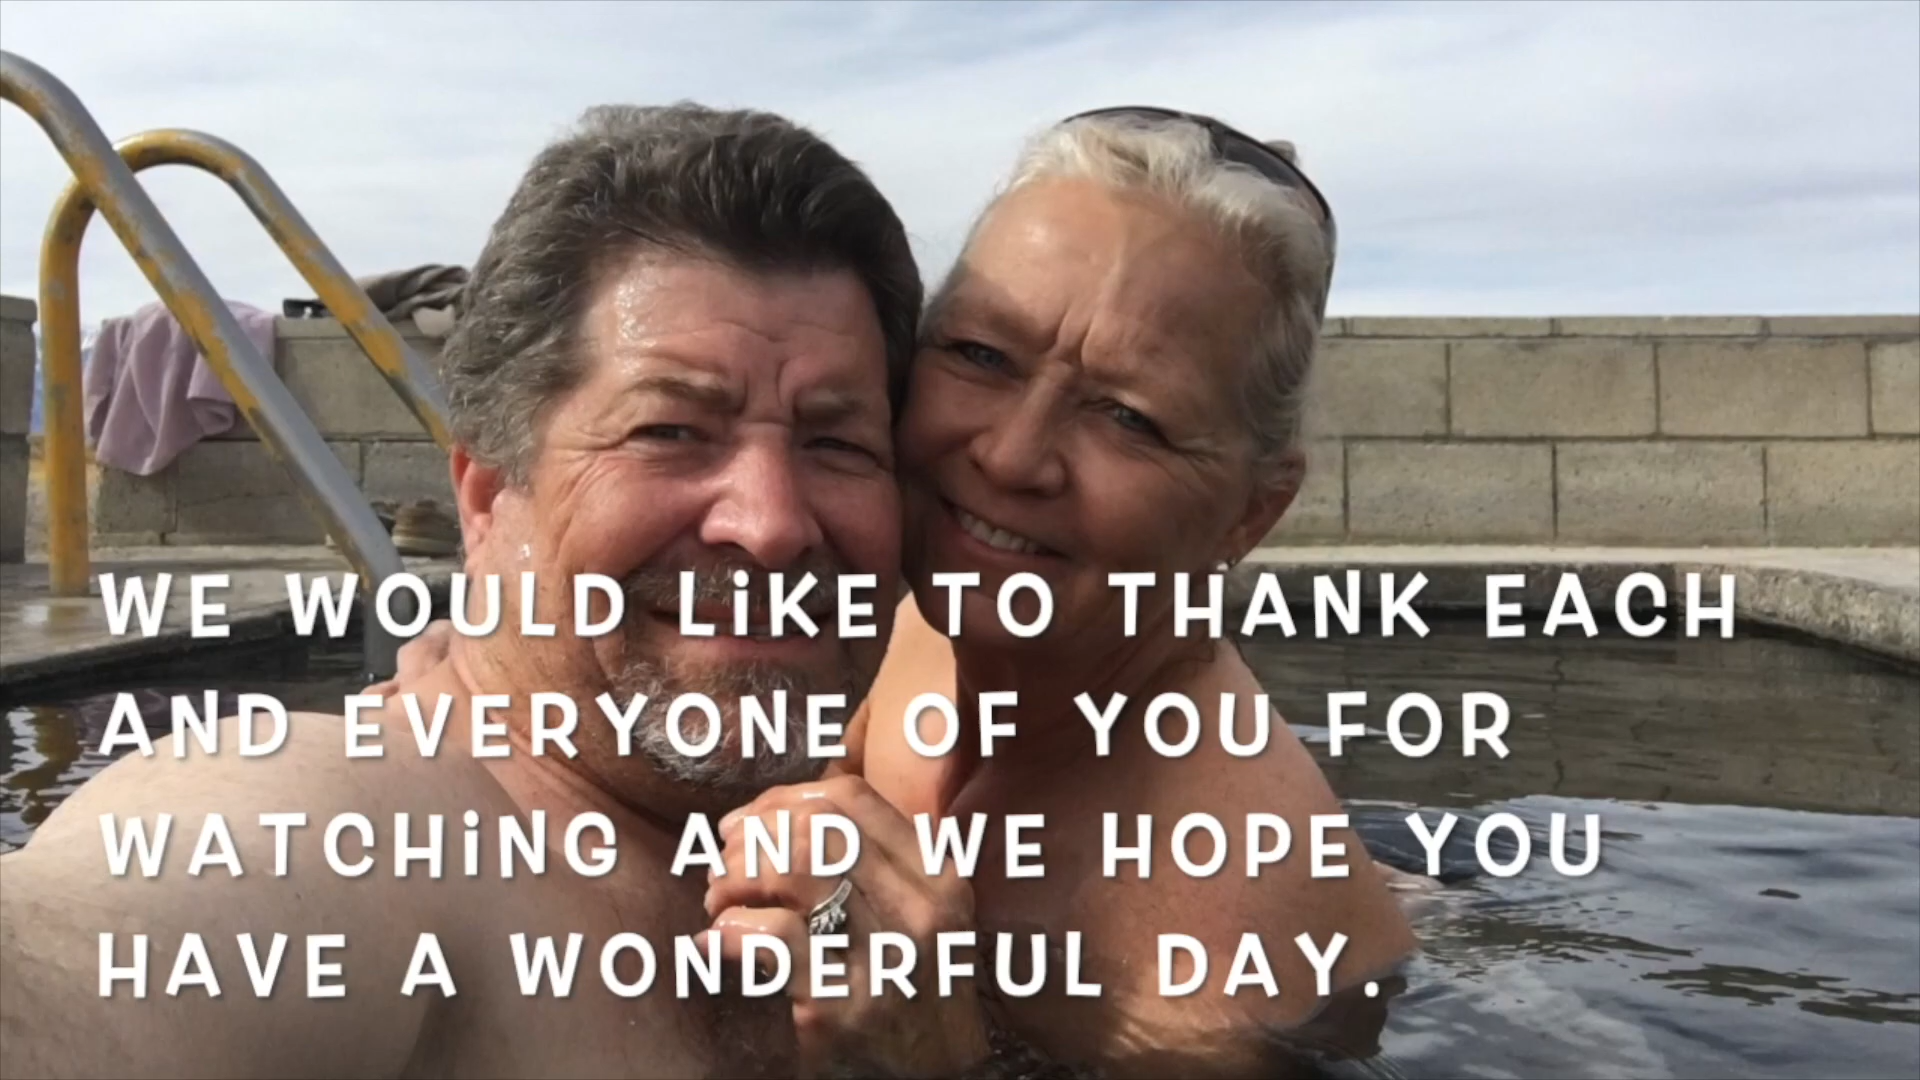 WE WOULD LiKE TO THANK EACH
AND EVERYONE OF YOU FOR
WATCHiNG AND WE HOPE YOU
HAVE A WONDERFUL DAY.